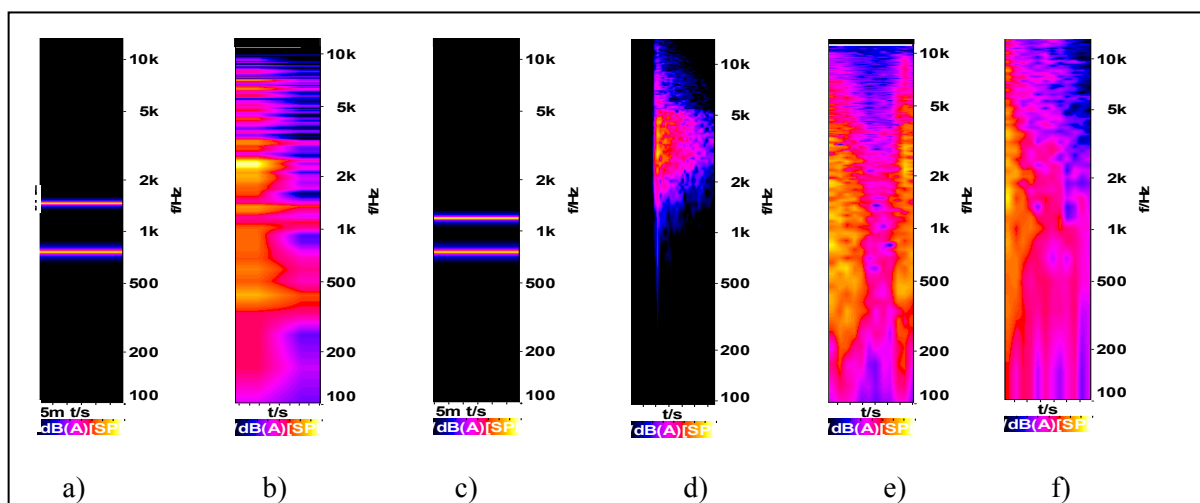 10k
5k
2k
1k
500
200
100
f/Hz
5m t/s
/dB(A)[SP
a)
10k
5k
2k
1k
500
200
100
f/Hz
t/s
/dB(A)[SP
b)
10k
5k
2k
1k
500
200
100
f/Hz
5m t/s
/dB(A)[SP
c)
10k
5k
2k
1k
500
200
100
f/Hz
t/s
/dB(A)[SP
d)
10k
5k
2k
1k
500
200
100
f/Hz
t/s
/dB(A)[SP
e)
10k
5k
2k
1k
500
200
100
f/Hz
t/s
/dB(A)[SP
f)